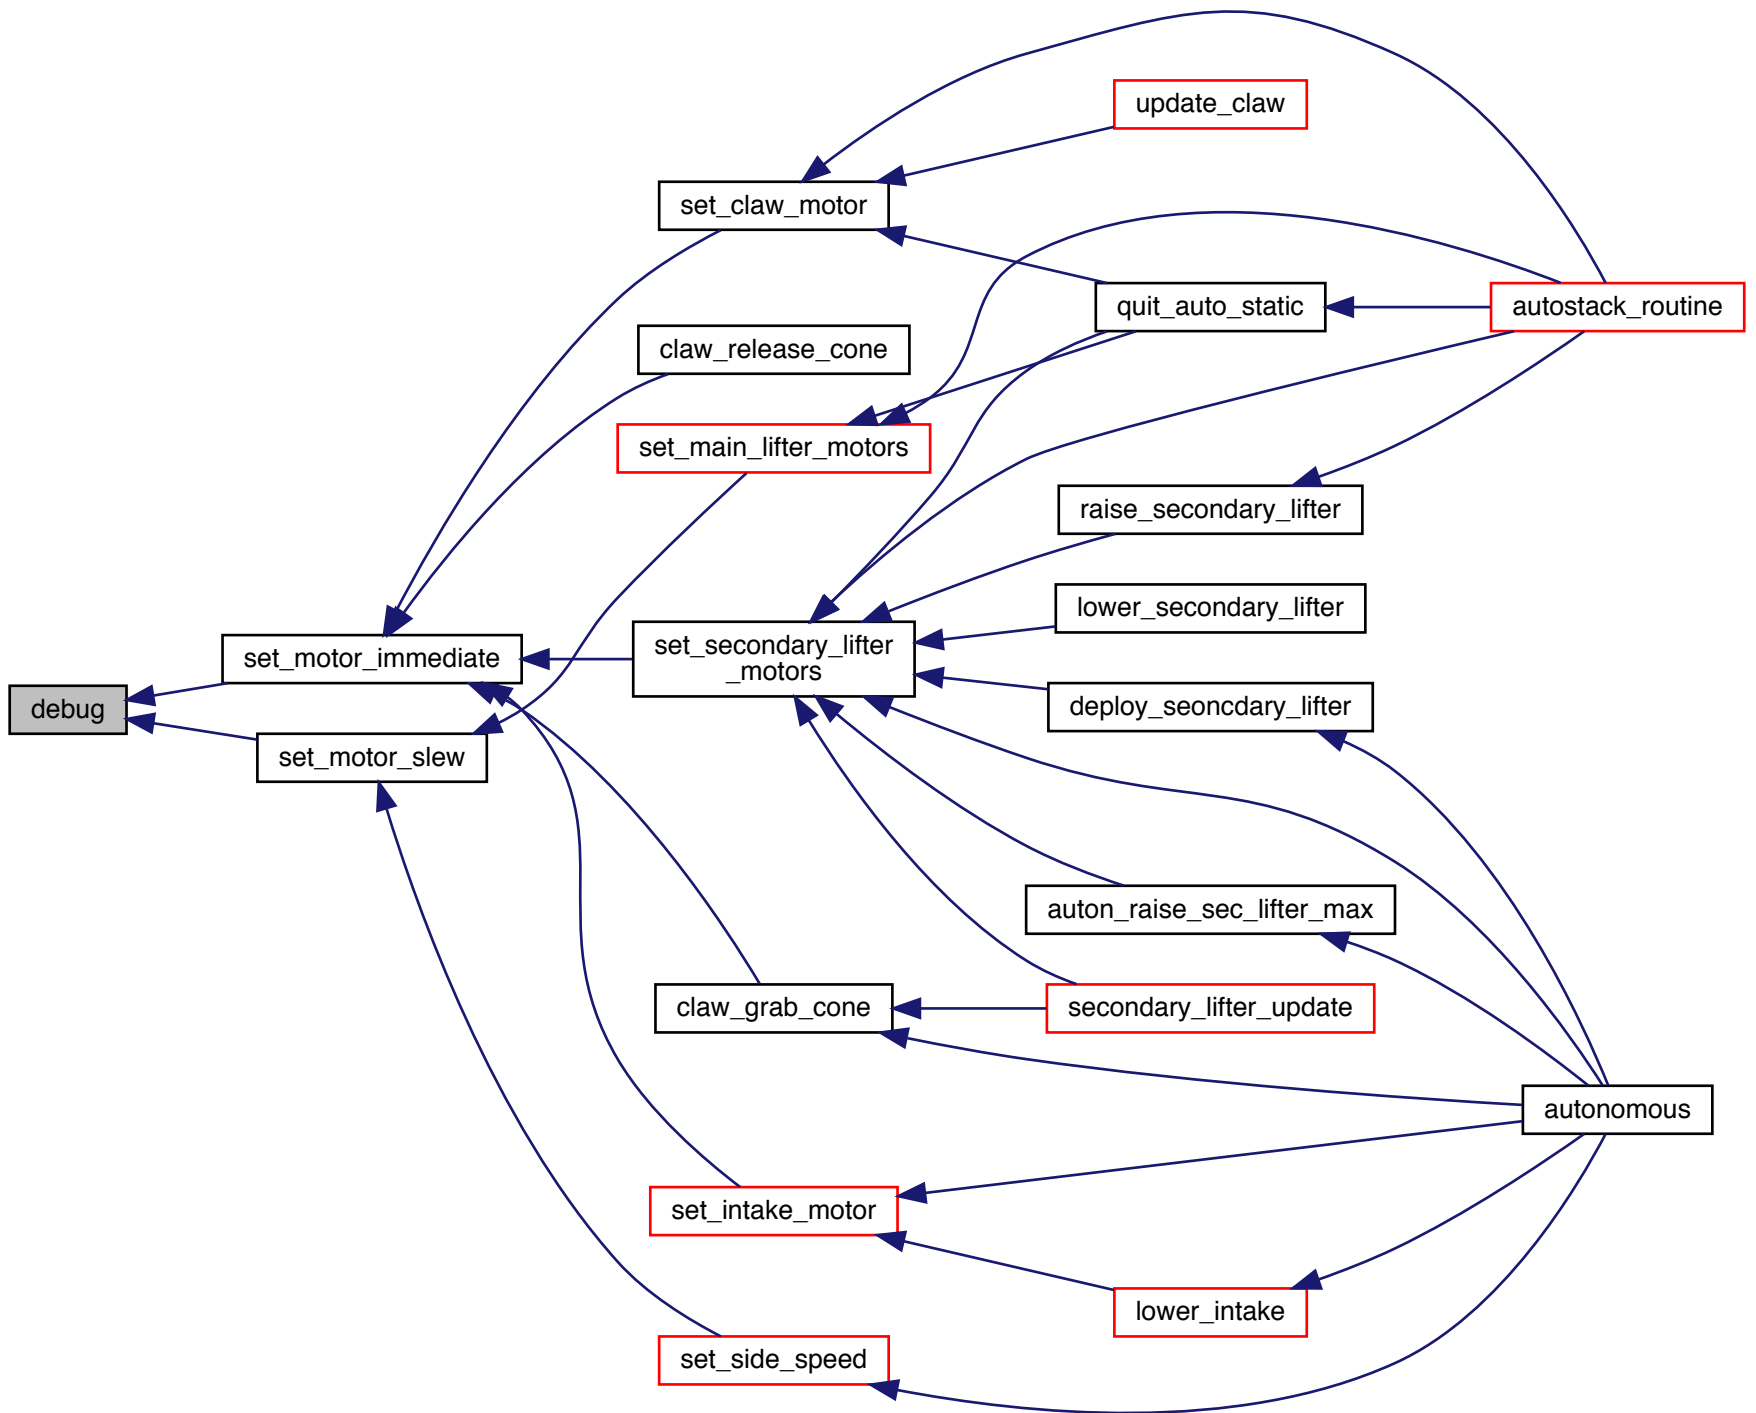 update_claw
set_claw_motor
quit_auto_static
autostack_routine
claw_release_cone
set_main_lifter_motors
raise_secondary_lifter
lower_secondary_lifter
set_motor_immediate
set_secondary_lifter
_motors
debug
deploy_seoncdary_lifter
set_motor_slew
auton_raise_sec_lifter_max
claw_grab_cone
secondary_lifter_update
autonomous
set_intake_motor
lower_intake
set_side_speed